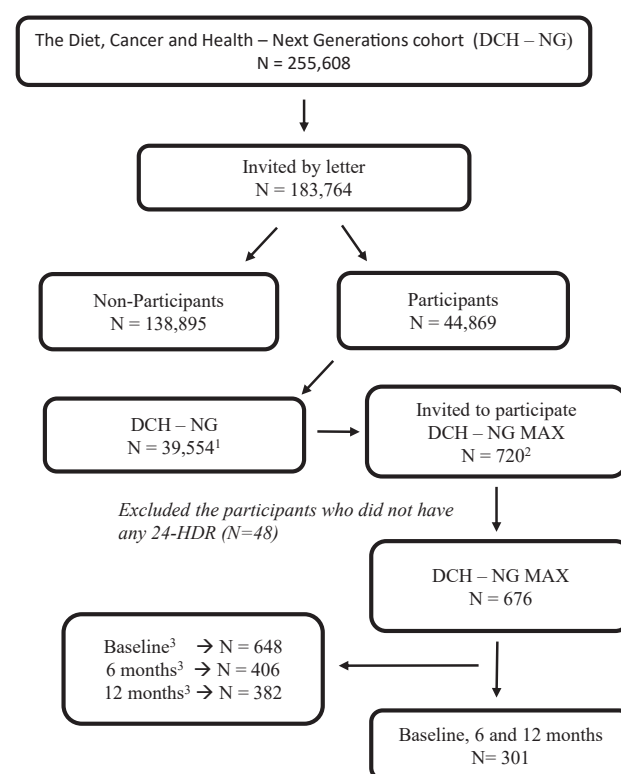 The Diet, Cancer and Health – Next Generations cohort (DCH – NG)
N = 255,608
Invited by letter
N = 183,764
Non-Participants
N = 138,895
Participants
N = 44,869
DCH – NG
N = 39,554¹
Invited to participate
DCH – NG MAX
N = 720²
Excluded the participants who did not have
any 24-HDR (N=48)
DCH – NG MAX
N = 676
Baseline³ → N = 648
6 months³ → N = 406
12 months³ → N = 382
Baseline, 6 and 12 months
N= 301